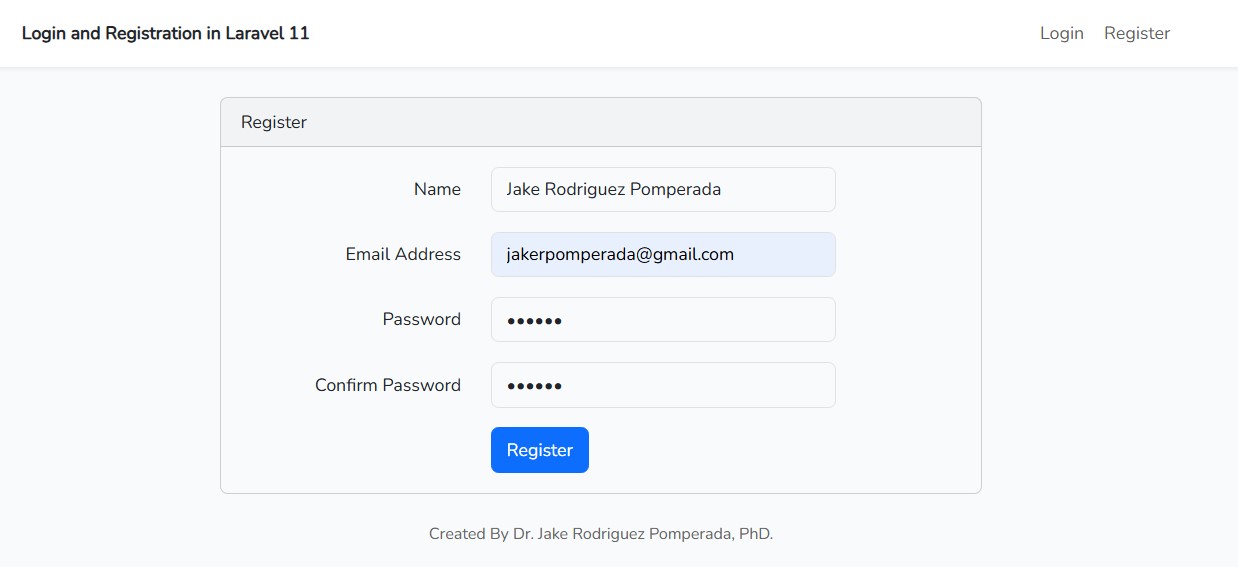 Login and Registration in Laravel 11
Login Register
Register
Name Jake Rodriguez Pomperada
Email Address jakerpomperada@gmail.com
Password ••••••
Confirm Password ••••••
Register
Created By Dr. Jake Rodriguez Pomperada, PhD.